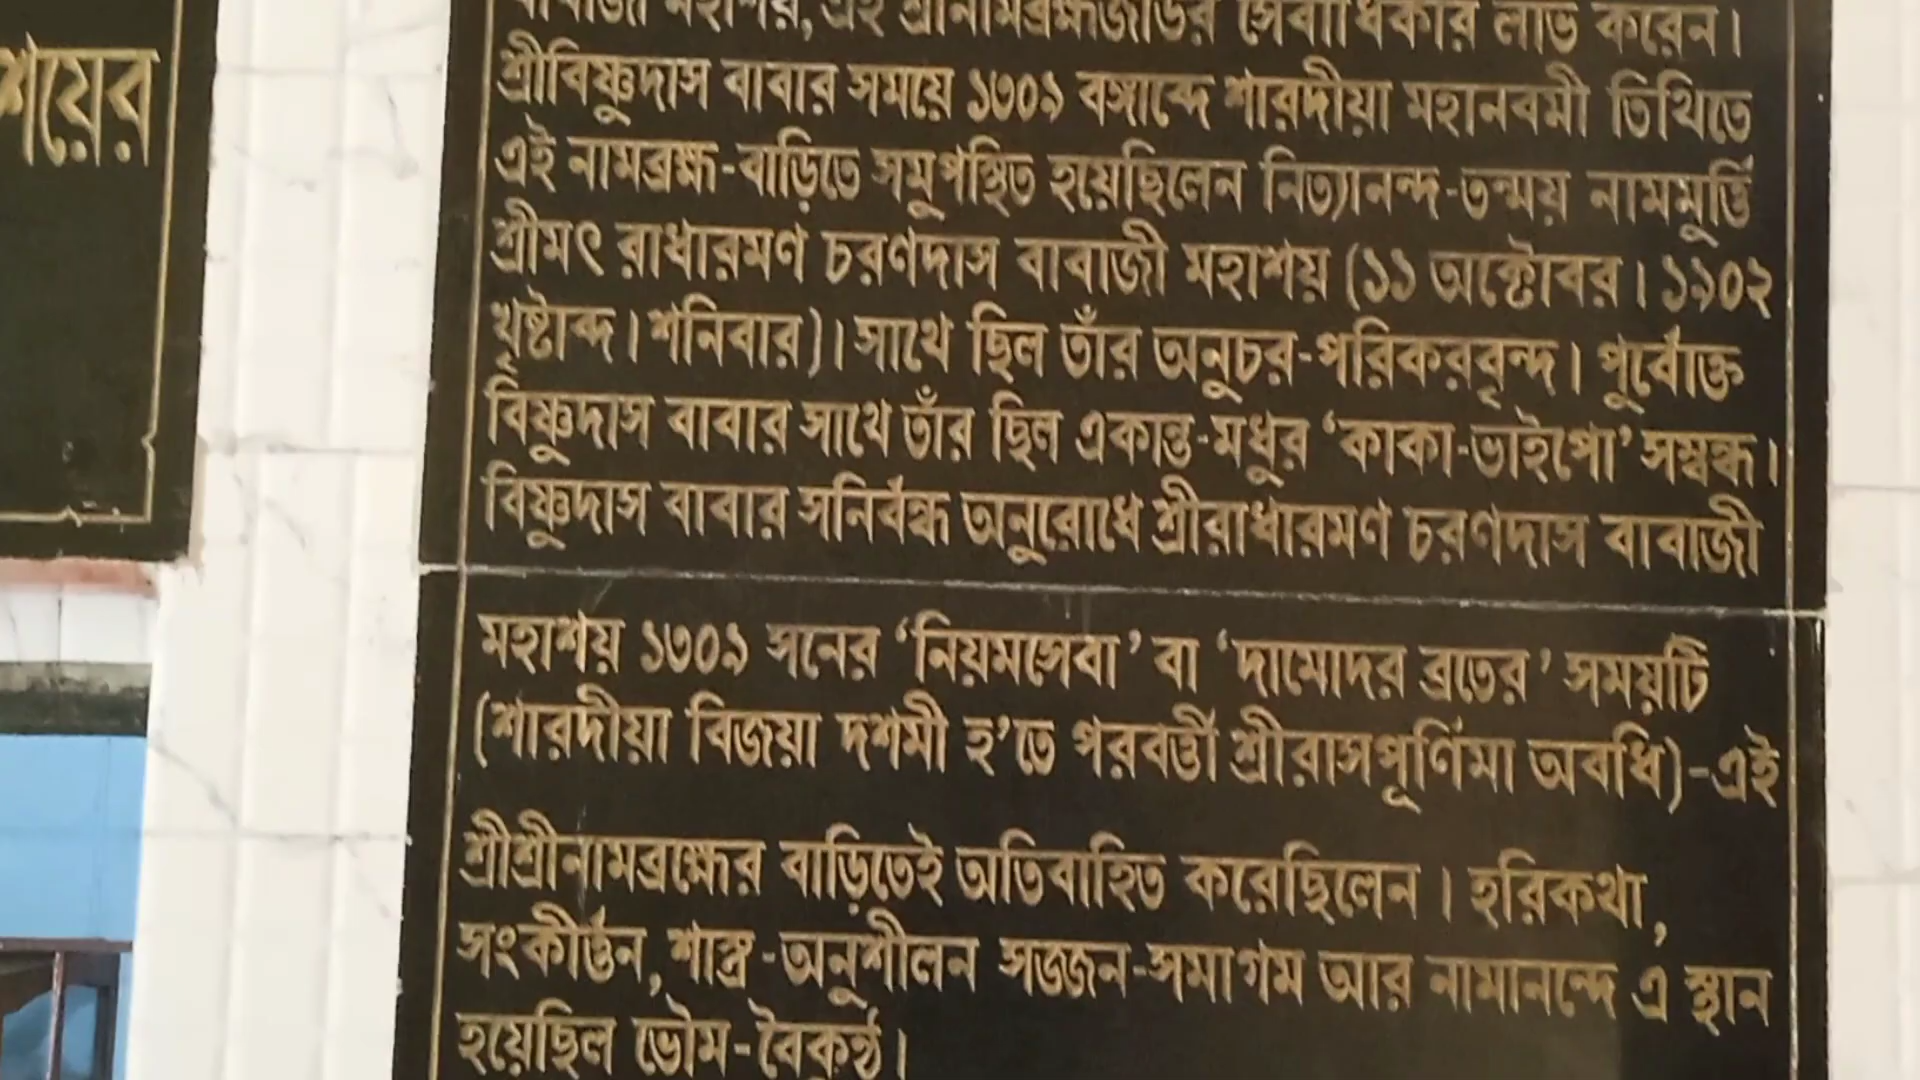 শয়ের
বাবাজী মহাশয়, এই শ্রীনামব্রহ্মজীউর সেবাধিকার লাভ করেন।
শ্রীবিষ্ণুদাস বাবার সময়ে ১৩০৯ বঙ্গাব্দে শারদীয়া মহানবমী তিথিতে
এই নামব্রহ্ম-বাড়িতে সমুপস্থিত হয়েছিলেন নিত্যানন্দ-তন্ময় নামমুর্ত্তি
শ্রীমৎ রাধারমণ চরণদাস বাবাজী মহাশয় (১১ অক্টোবর। ১৯০২
খৃষ্টাব্দ। শনিবার)। সাথে ছিল তাঁর অনুচর-পরিকরবৃন্দ। পুর্বোক্ত
বিষ্ণুদাস বাবার সাথে তাঁর ছিল একান্ত-মধুর ‘কাকা-ভাইপো’ সম্বন্ধ।
বিষ্ণুদাস বাবার সনির্বন্ধ অনুরোধে শ্রীরাধারমণ চরণদাস বাবাজী
মহাশয় ১৩০৯ সনের ‘নিয়মসেবা’ বা ‘দামোদর ব্রতের’ সময়টি
(শারদীয়া বিজয়া দশমী হ’তে পরবর্ত্তী শ্রীরাসপূর্ণিমা অবধি)-এই
শ্রীশ্রীনামব্রহ্মের বাড়িতেই অতিবাহিত করেছিলেন। হরিকথা,
সংকীর্ত্তন, শাস্ত্র-অনুশীলন সজ্জন-সমাগম আর নামানন্দে এ স্থান
হয়েছিল ভৌম-বৈকুন্ঠ।